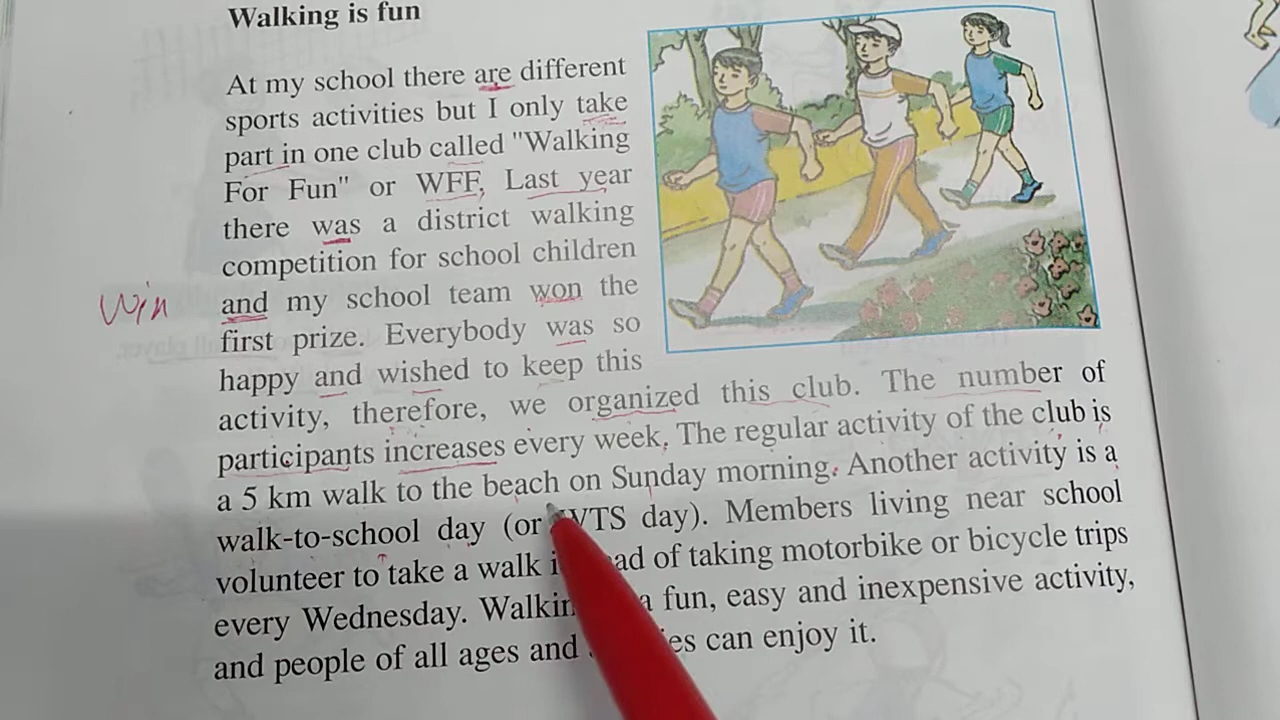 Walking is fun
At my school there are different
sports activities but I only take
part in one club called "Walking
For Fun" or WFF, Last year
there was a district walking
competition for school children
Win and my school team won the
first prize. Everybody was so
happy and wished to keep this
activity, therefore, we organized this club. The number of
participants increases every week. The regular activity of the club is
a 5 km walk to the beach on Sunday morning. Another activity is a
walk-to-school day (or WTS day). Members living near school
volunteer to take a walk of taking motorbike or bicycle trips
every Wednesday. a fun, easy and inexpensive activity,
and people of all ages and can enjoy it.